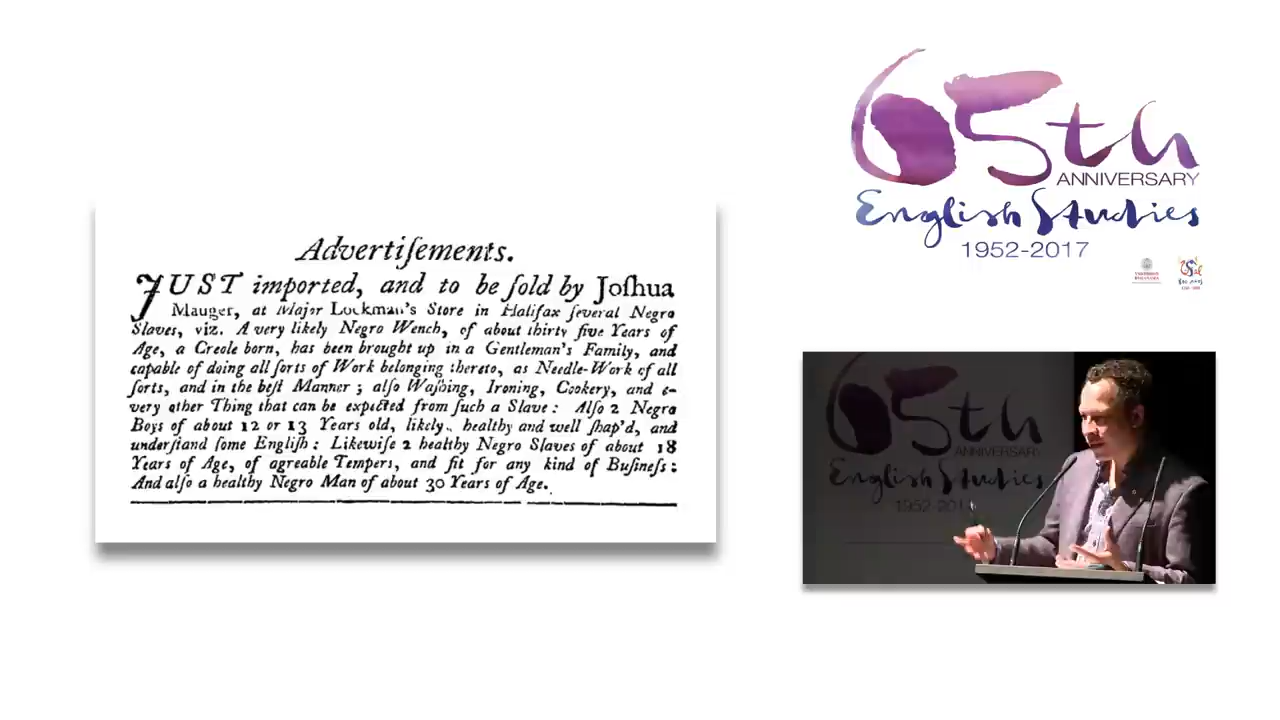 Advertiſements.
JUST imported, and to be ſold by Joſhua
Mauger, at Major Lockman's Store in Halifax ſeveral Negro
Slaves, viz. A very likely Negro Wench, of about thirty five Years of
Age, a Creole born, has been brought up in a Gentleman's Family, and
capable of doing all ſorts of Work belonging thereto, as Needle-Work of all
ſorts, and in the beſt Manner; alſo Waſhing, Ironing, Cookery, and e-
very other Thing that can be expected from ſuch a Slave: Alſo 2 Negro
Boys of about 12 or 13 Years old, likely, healthy and well ſhap'd, and
underſtand ſome Engliſh: Likewiſe 2 healthy Negro Slaves of about 18
Years of Age, of agreeable Tempers, and fit for any kind of Buſineſs:
And alſo a healthy Negro Man of about 30 Years of Age.
65th
ANNIVERSARY
English Studies
1952-2017
65th
ANNIVERSARY
English Studies
1952-201